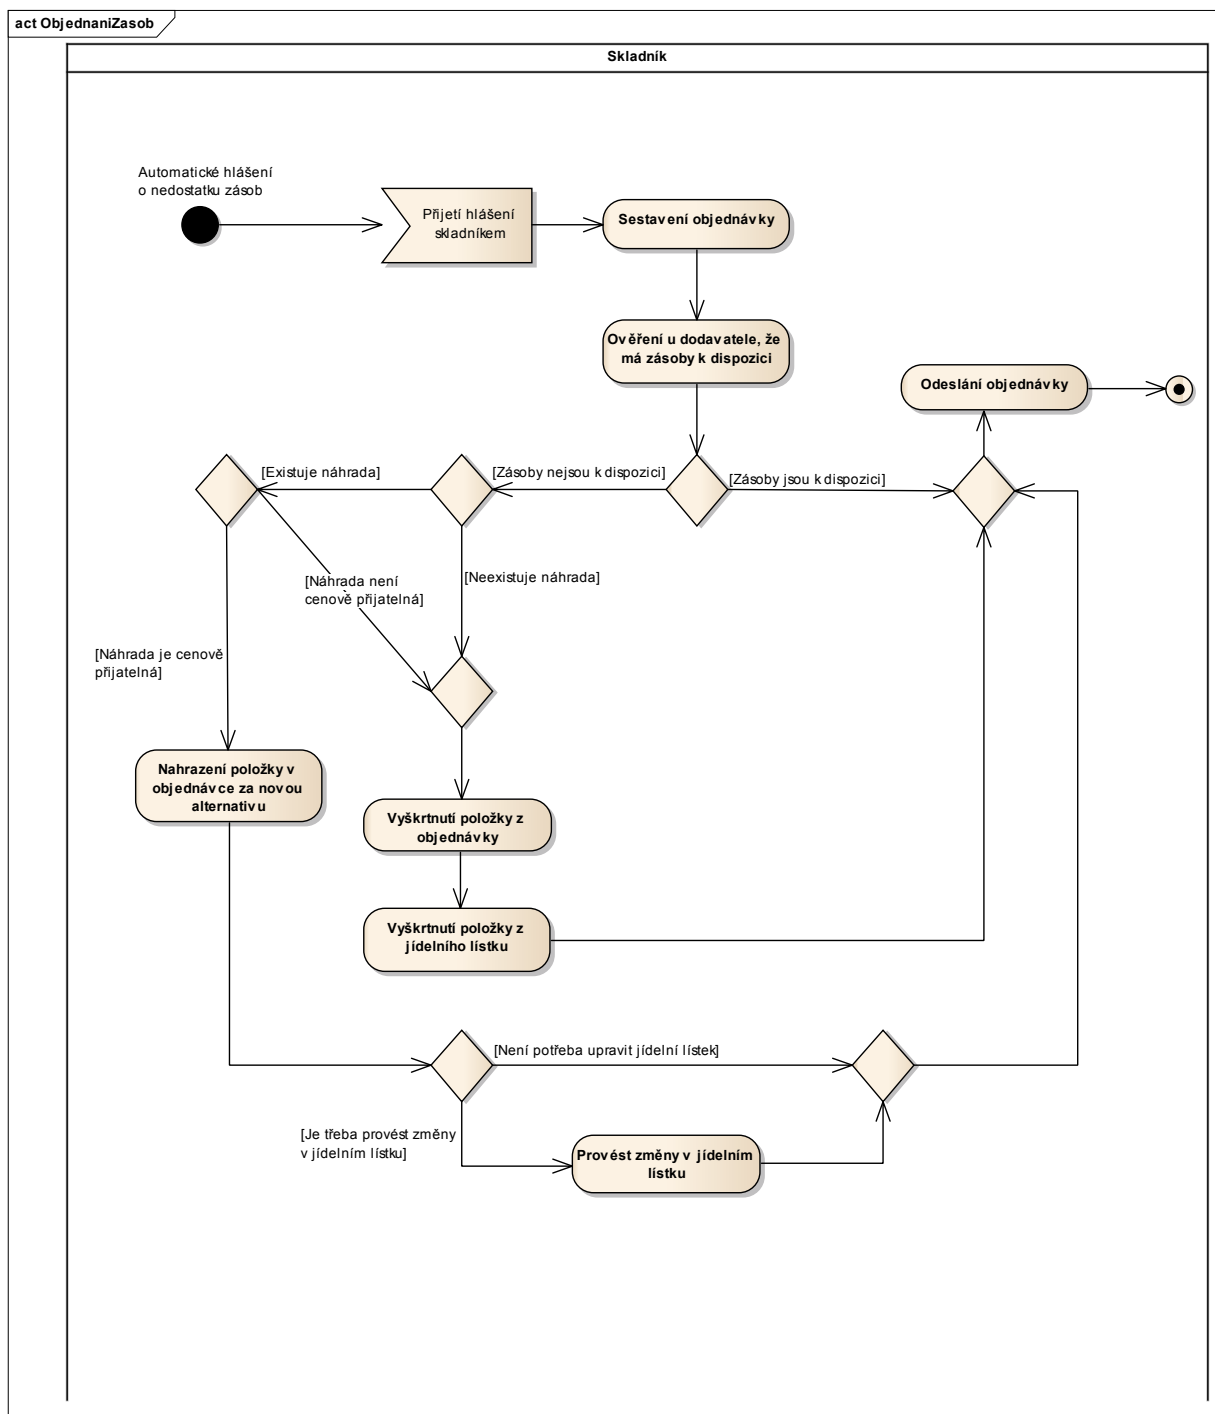 act ObjednaniZasob
Skladník
Automatické hlášení
o nedostatku zásob
Přijetí hlášení
skladníkem
Sestavení objednávky
Ověření u dodavatele, že
má zásoby k dispozici
Odeslání objednávky
[Existuje náhrada]
[Zásoby nejsou k dispozici]
[Zásoby jsou k dispozici]
[Náhrada není
cenově přijatelná]
[Neexistuje náhrada]
[Náhrada je cenově
přijatelná]
Nahrazení položky v
objednávce za novou
alternativu
Vyškrtnutí položky z
objednávky
Vyškrtnutí položky z
jídelního lístku
[Není potřeba upravit jídelní lístek]
[Je třeba provést změny
v jídelním lístku]
Provést změny v jídelním
lístku